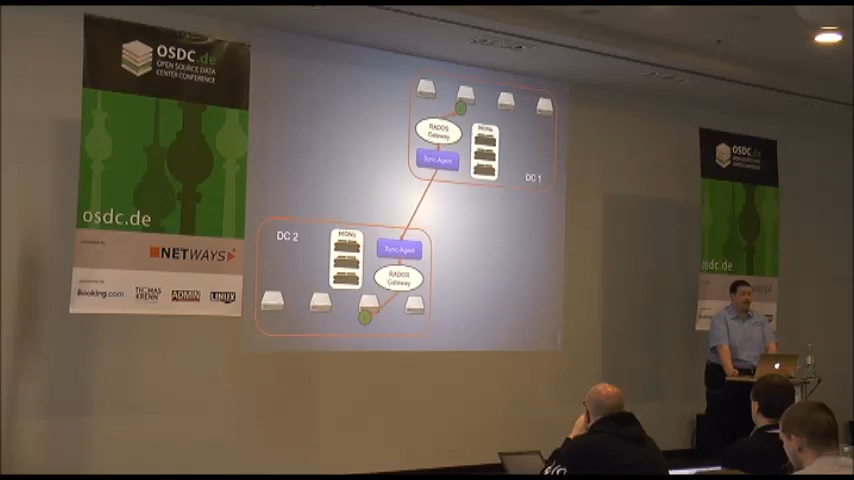 OSDC.de
OPEN SOURCE DATA
CENTER CONFERENCE
osdc.de
NETWAYS
Booking.com
THOMAS
KRENN
ADMIN
LINUX
RADOS
Gateway
MONs
Sync-Agent
DC 1
DC 2
MONs
Sync-Agent
RADOS
Gateway
OSDC.de
OPEN SOURCE DATA
CENTER CONFERENCE
osdc.de